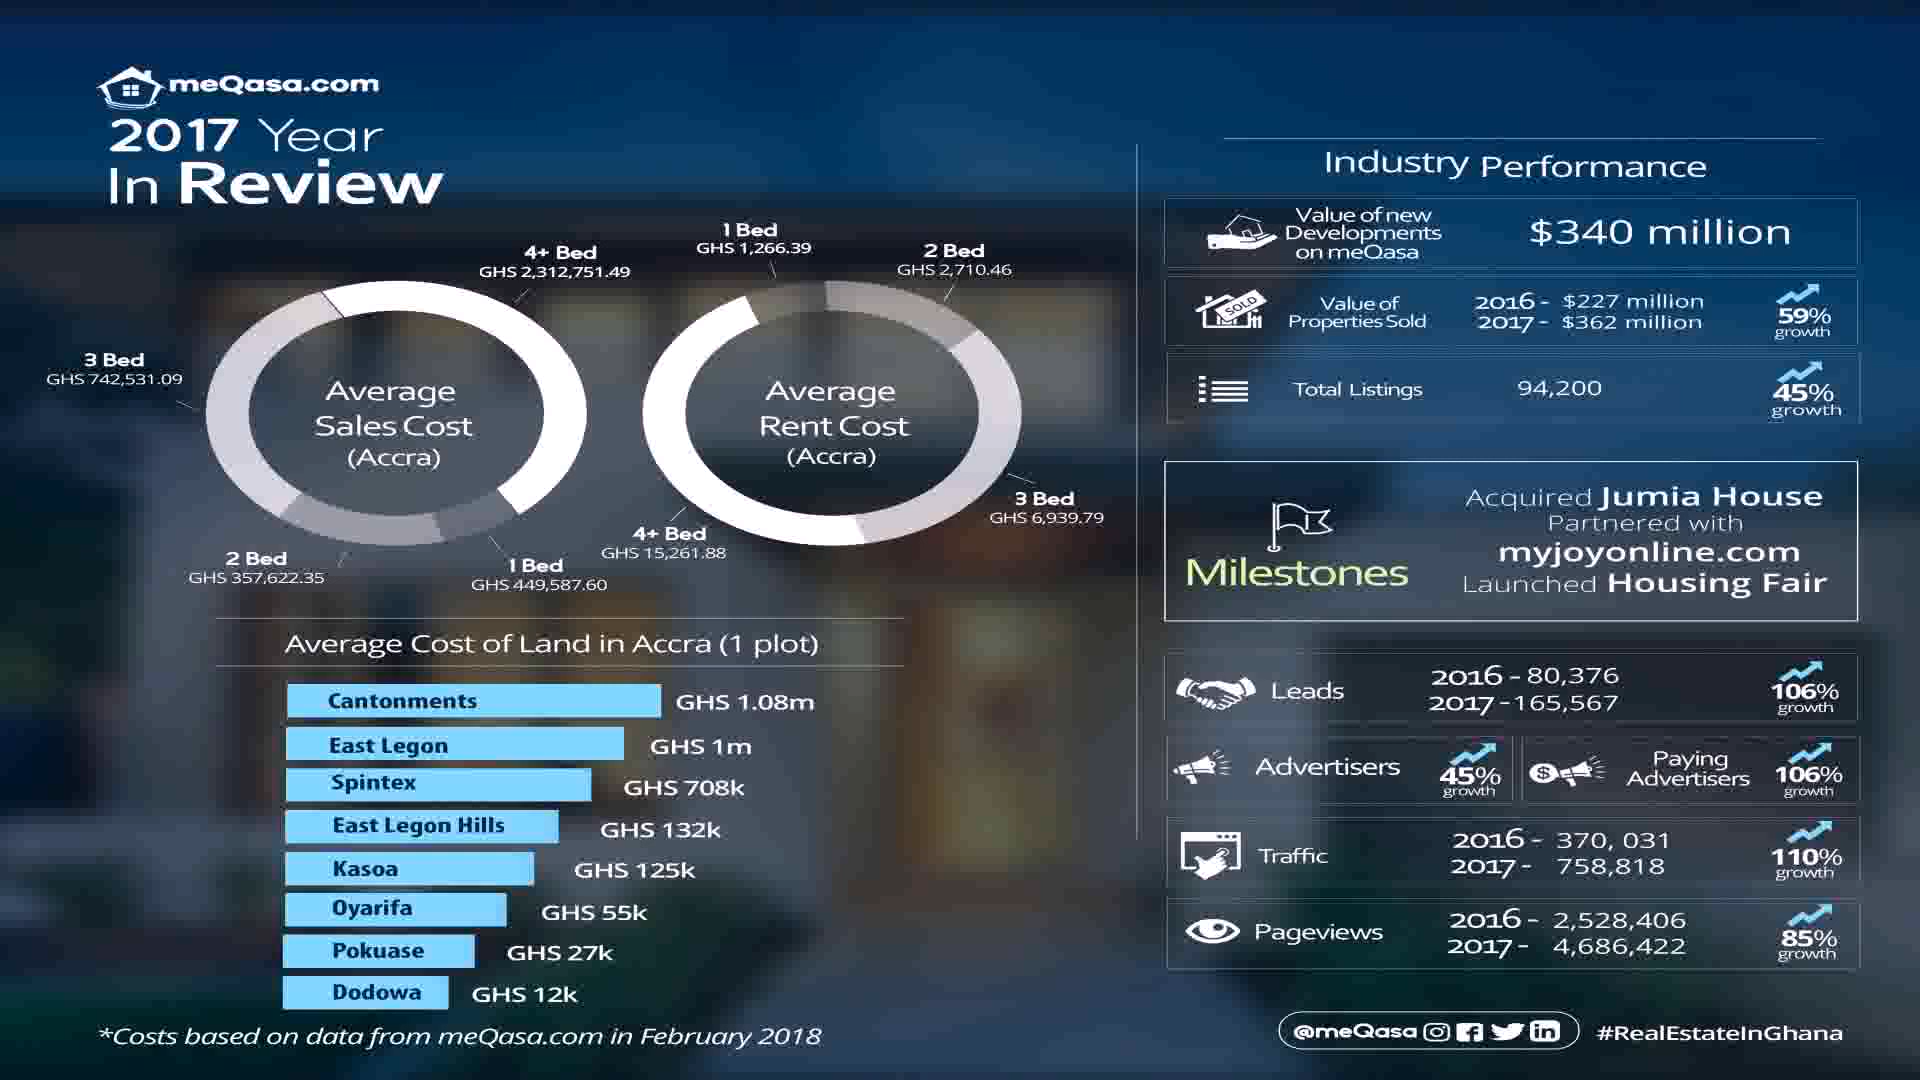 meQasa.com
2017 Year
In Review
4+ Bed
GHS 2,312,751.49
3 Bed
GHS 742,531.09
Average
Sales Cost
(Accra)
2 Bed
GHS 357,622.35
1 Bed
GHS 449,587.60
1 Bed
GHS 1,266.39
2 Bed
GHS 2,710.46
Average
Rent Cost
(Accra)
3 Bed
GHS 6,939.79
4+ Bed
GHS 15,261.88
Average Cost of Land in Accra (1 plot)
Cantonments GHS 1.08m
East Legon GHS 1m
Spintex GHS 708k
East Legon Hills GHS 132k
Kasoa GHS 125k
Oyarifa GHS 55k
Pokuase GHS 27k
Dodowa GHS 12k
*Costs based on data from meQasa.com in February 2018
Industry Performance
Value of new
Developments
on meQasa
$340 million
SOLD
Value of
Properties Sold
2016 - $227 million
2017 - $362 million
59%
growth
Total Listings
94,200
45%
growth
Milestones
Acquired Jumia House
Partnered with
myjoyonline.com
Launched Housing Fair
Leads
2016 - 80,376
2017 - 165,567
106%
growth
Advertisers
45%
growth
$
Paying
Advertisers
106%
growth
Traffic
2016 - 370, 031
2017 - 758,818
110%
growth
Pageviews
2016 - 2,528,406
2017 - 4,686,422
85%
growth
@meQasa
#RealEstateInGhana